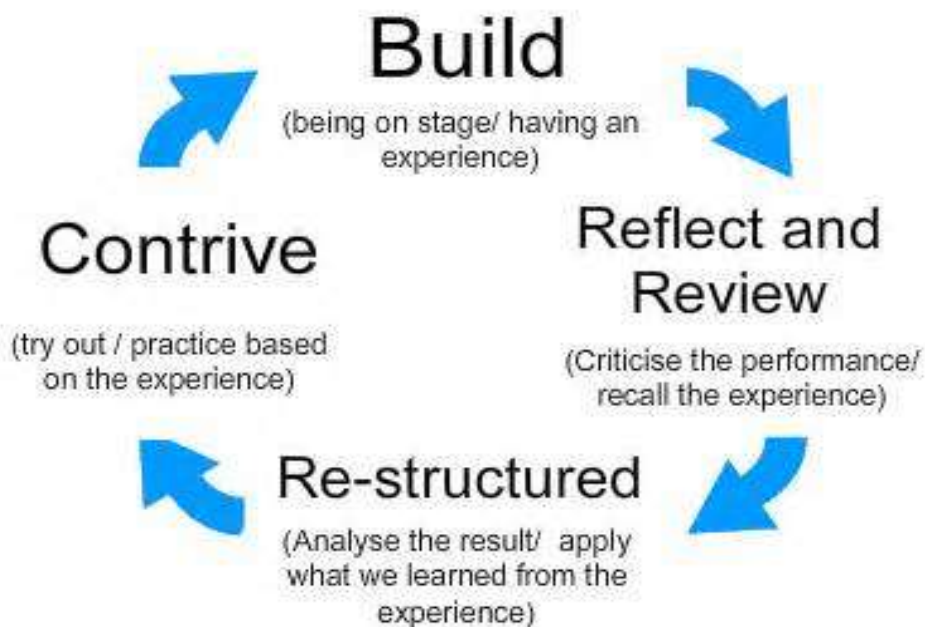 Build
(being on stage/ having an
experience)
Reflect and
Review
(Criticise the performance/
recall the experience)
Re-structured
(Analyse the result/ apply
what we learned from the
experience)
Contrive
(try out / practice based
on the experience)